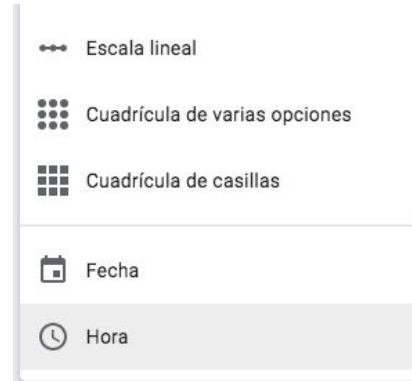 Escala lineal
Cuadrícula de varias opciones
Cuadrícula de casillas
Fecha
Hora